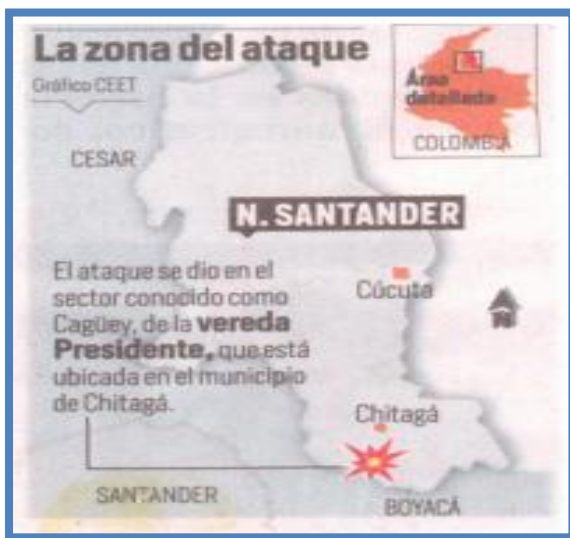 La zona del ataque
Gráfico CEET
Área
detallada
COLOMBIA
CESAR
N. SANTANDER
El ataque se dio en el
sector conocido como
Cagüey, de la vereda
Presidente, que está
ubicada en el municipio
de Chitagá.
Cúcuta
N
Chitagá
SANTANDER
BOYACÁ